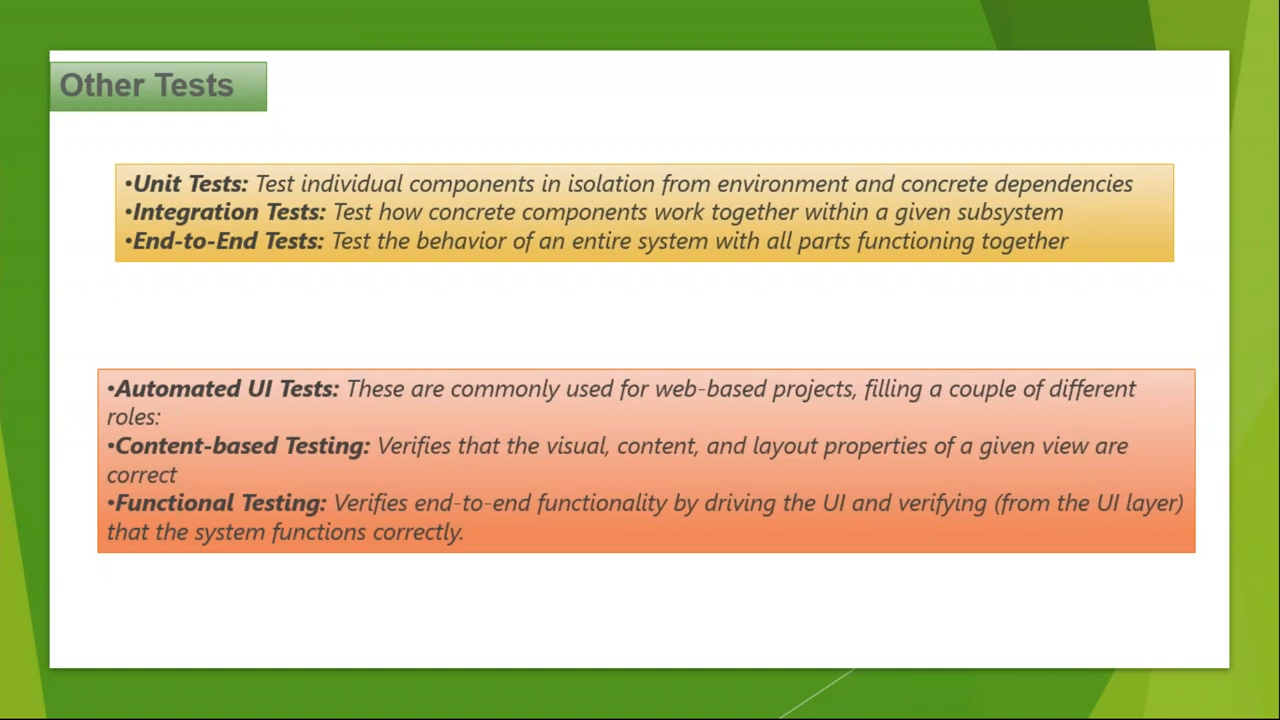 Other Tests
•Unit Tests: Test individual components in isolation from environment and concrete dependencies
•Integration Tests: Test how concrete components work together within a given subsystem
•End-to-End Tests: Test the behavior of an entire system with all parts functioning together
•Automated UI Tests: These are commonly used for web-based projects, filling a couple of different
roles:
•Content-based Testing: Verifies that the visual, content, and layout properties of a given view are
correct
•Functional Testing: Verifies end-to-end functionality by driving the UI and verifying (from the UI layer)
that the system functions correctly.